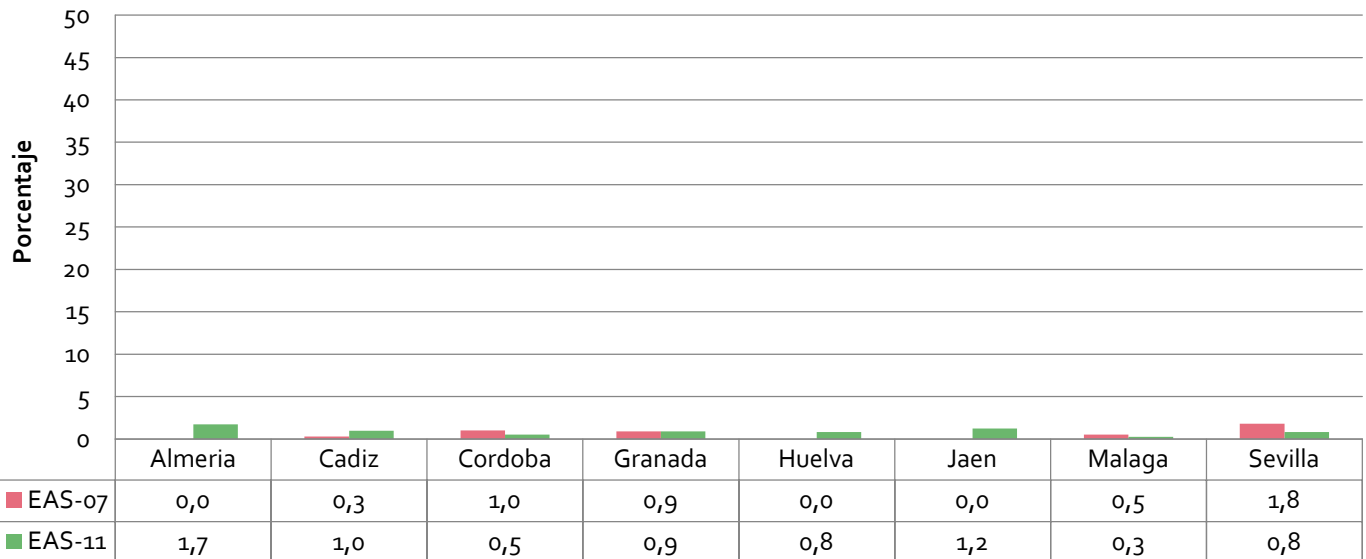 Porcentaje
50
45
40
35
30
25
20
15
10
5
0
Almeria Cadiz Cordoba Granada Huelva Jaen Malaga Sevilla
EAS-07 0,0 0,3 1,0 0,9 0,0 0,0 0,5 1,8
EAS-11 1,7 1,0 0,5 0,9 0,8 1,2 0,3 0,8